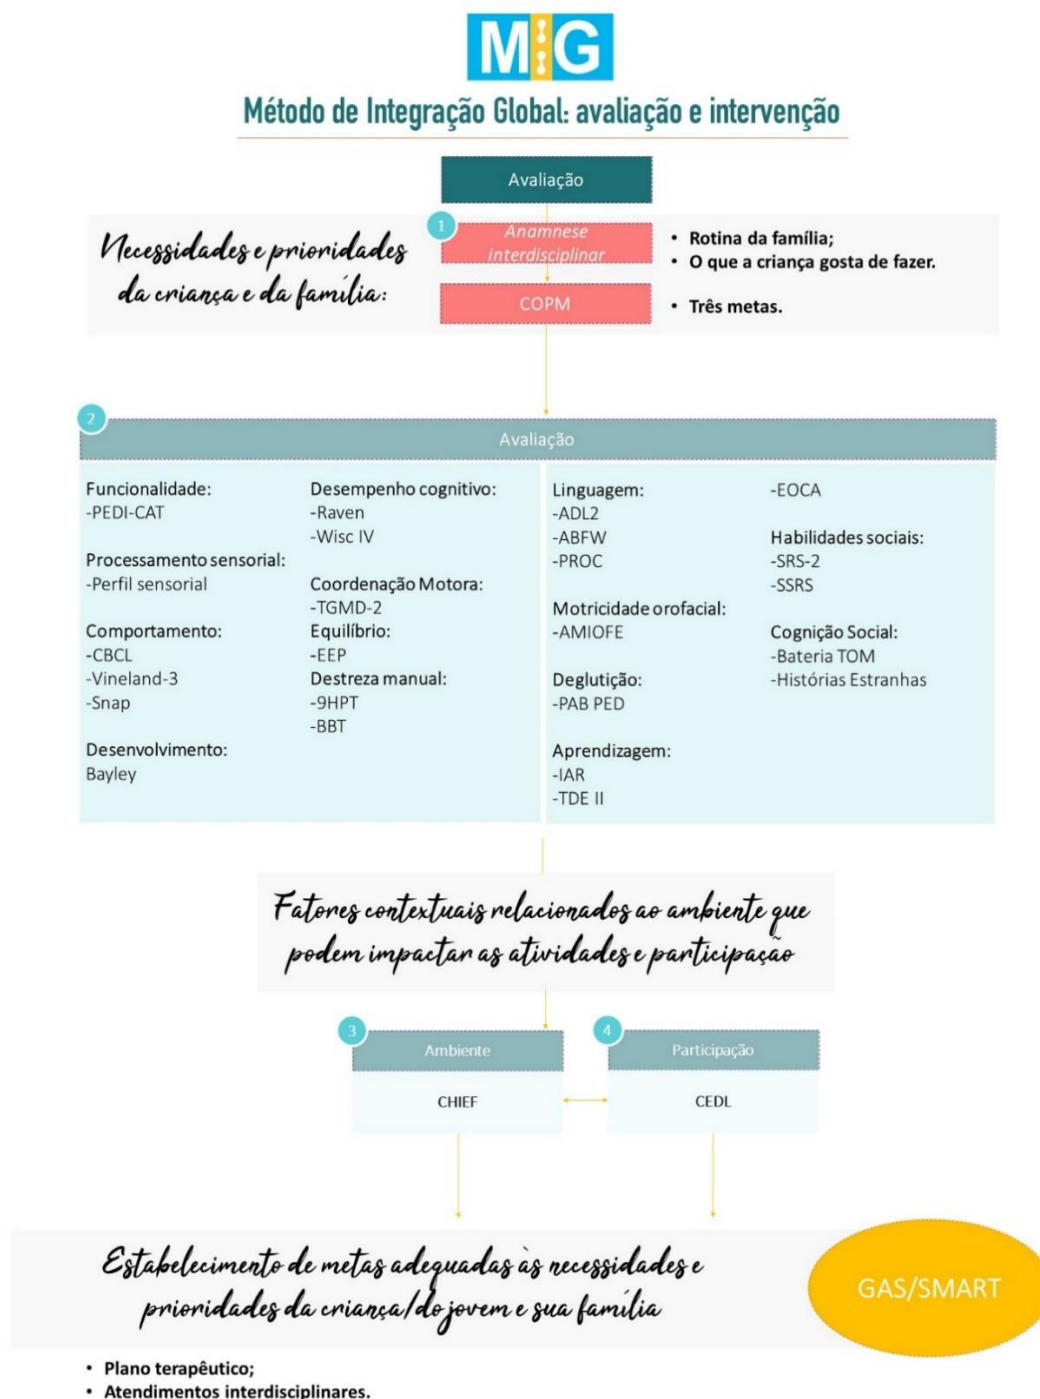 MIG
Método de Integração Global: avaliação e intervenção
Avaliação
Necessidades e prioridades
da criança e da família:
1
Anamnese
interdisciplinar
• Rotina da família;
• O que a criança gosta de fazer.
COPM
• Três metas.
2
Avaliação
Funcionalidade:
-PEDI-CAT
Processamento sensorial:
-Perfil sensorial
Comportamento:
-CBCL
-Vineland-3
-Snap
Desenvolvimento:
Bayley
Desempenho cognitivo:
-Raven
-Wisc IV
Coordenação Motora:
-TGMD-2
Equilíbrio:
-EEP
Destreza manual:
-9HPT
-BBT
Linguagem:
-ADL2
-ABFW
-PROC
Motricidade orofacial:
-AMIOFE
Deglutição:
-PAB PED
Aprendizagem:
-IAR
-TDE II
-EOCA
Habilidades sociais:
-SRS-2
-SSRS
Cognição Social:
-Bateria TOM
-Histórias Estranhas
Fatores contextuais relacionados ao ambiente que
podem impactar as atividades e participação
3
Ambiente
CHIEF
4
Participação
CEDL
Estabelecimento de metas adequadas às necessidades e
prioridades da criança/do jovem e sua família
GAS/SMART
• Plano terapêutico;
• Atendimentos interdisciplinares.